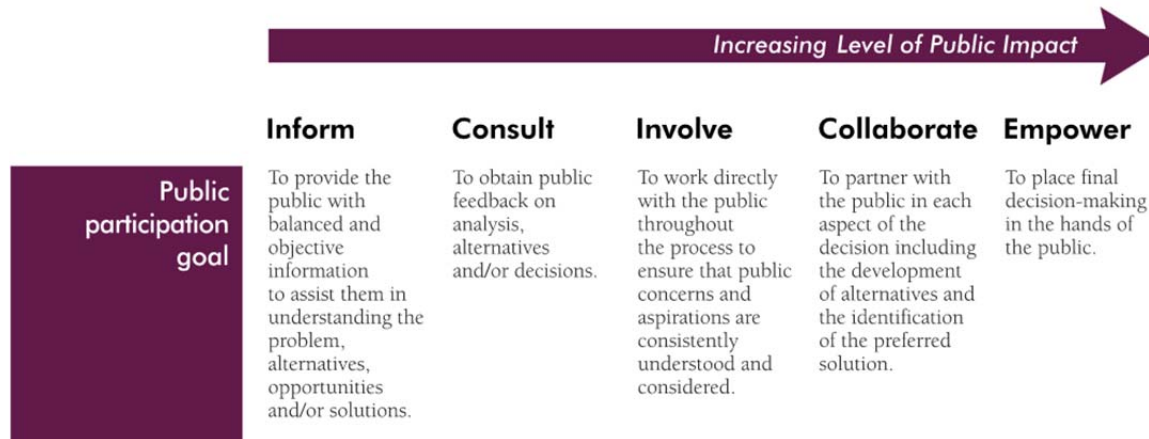 Increasing Level of Public Impact
Inform
Consult
Involve
Collaborate
Empower
Public
participation
goal
To provide the
public with
balanced and
objective
information
to assist them in
understanding the
problem,
alternatives,
opportunities
and/or solutions.
To obtain public
feedback on
analysis,
alternatives
and/or decisions.
To work directly
with the public
throughout
the process to
ensure that public
concerns and
aspirations are
consistently
understood and
considered.
To partner with
the public in each
aspect of the
decision including
the development
of alternatives and
the identification
of the preferred
solution.
To place final
decision-making
in the hands of
the public.